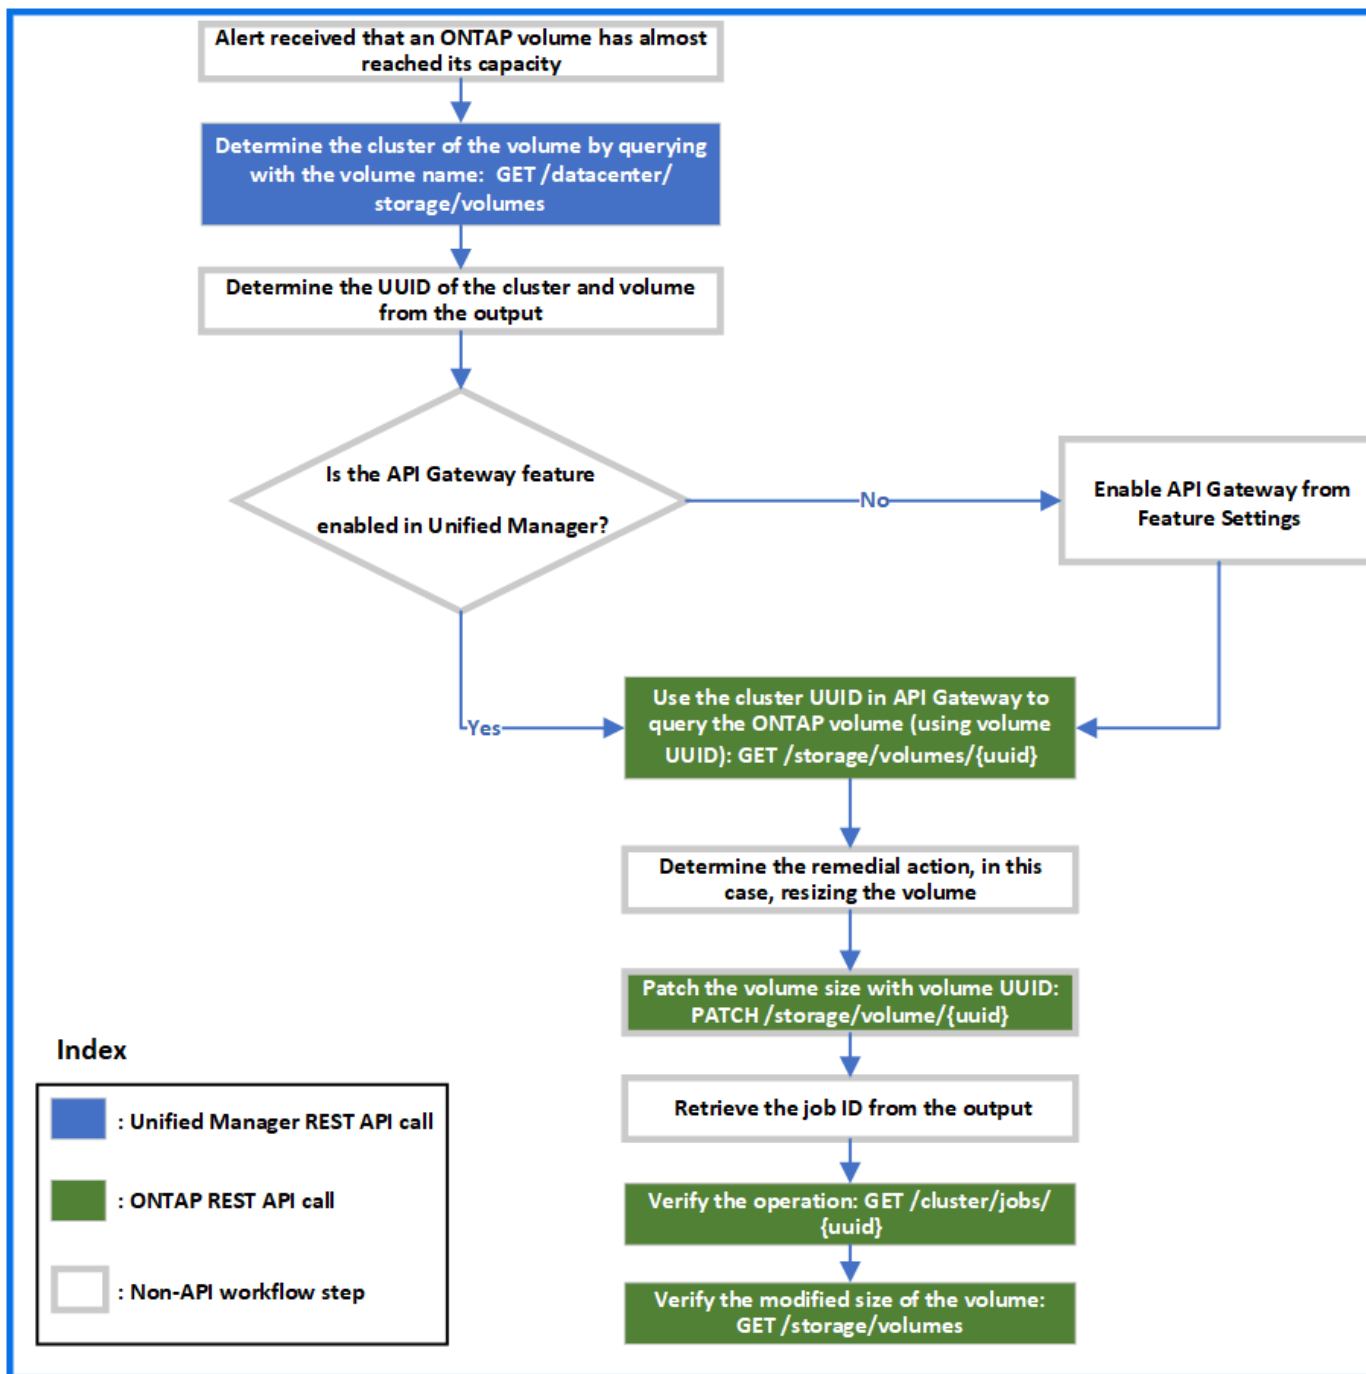 Alert received that an ONTAP volume has almost
reached its capacity
Determine the cluster of the volume by querying
with the volume name:  GET /datacenter/
storage/volumes
Determine the UUID of the cluster and volume
from the output
Is the API Gateway feature
enabled in Unified Manager?
No
Enable API Gateway from
Feature Settings
Yes
Use the cluster UUID in API Gateway to
query the ONTAP volume (using volume
UUID): GET /storage/volumes/{uuid}
Determine the remedial action, in this
case, resizing the volume
Patch the volume size with volume UUID:
PATCH /storage/volume/{uuid}
Retrieve the job ID from the output
Verify the operation: GET /cluster/jobs/
{uuid}
Verify the modified size of the volume:
GET /storage/volumes
Index
: Unified Manager REST API call
: ONTAP REST API call
: Non-API workflow step